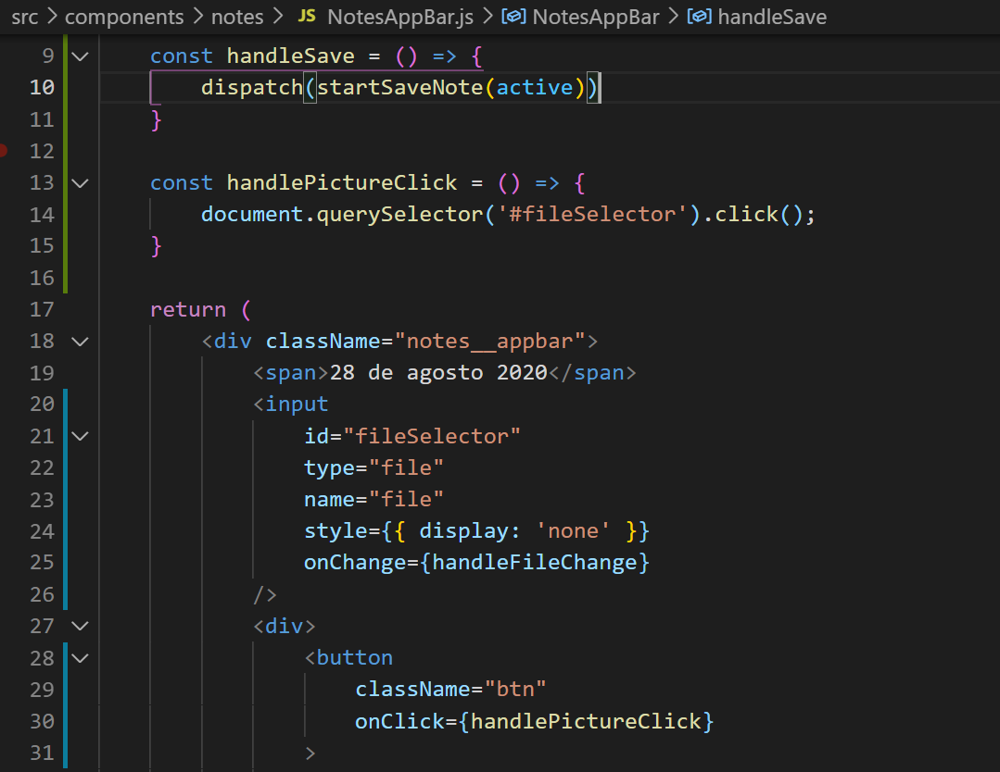 src > components > notes > JS NotesAppBar.js > NotesAppBar > handleSave
9 const handleSave = () => {
10 dispatch(startSaveNote(active))
11 }
12
13 const handlePictureClick = () => {
14 document.querySelector('#fileSelector').click();
15 }
16
17 return (
18 <div className="notes__appbar">
19 <span>28 de agosto 2020</span>
20 <input
21 id="fileSelector"
22 type="file"
23 name="file"
24 style={{ display: 'none' }}
25 onChange={handleFileChange}
26 />
27 <div>
28 <button
29 className="btn"
30 onClick={handlePictureClick}
31 >